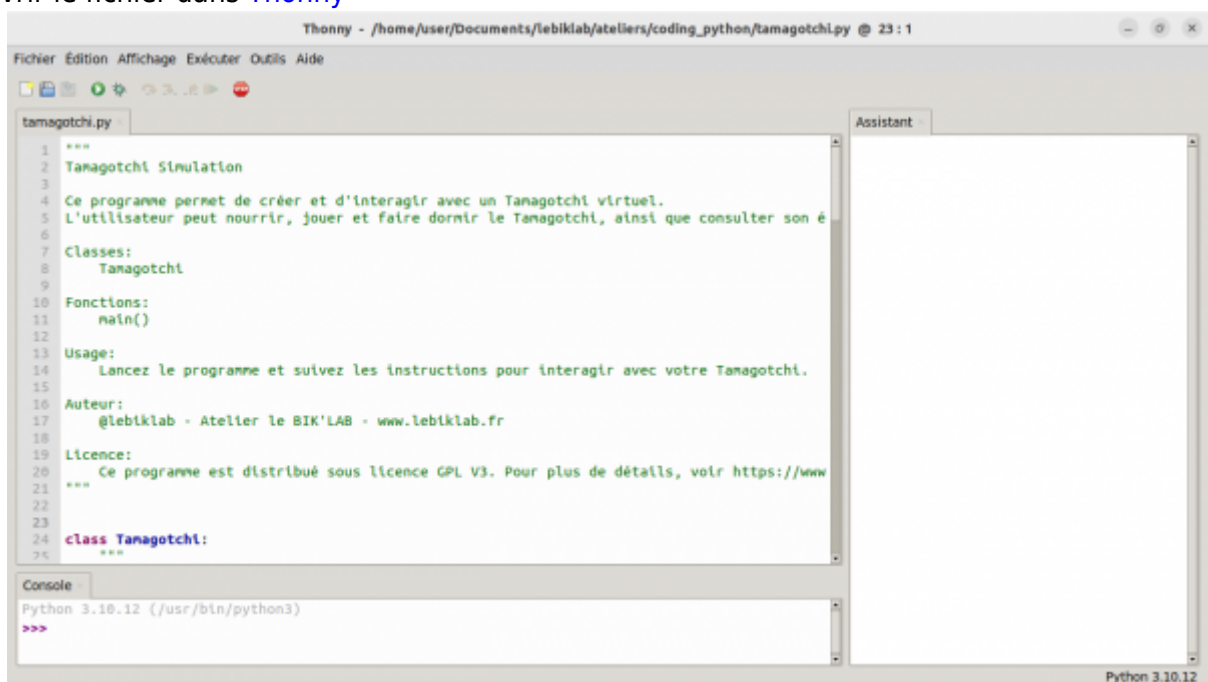 le fichier dans Thonny
Thonny - /home/user/Documents/lebiklab/ateliers/coding_python/tamagotchi.py @ 23 : 1
Fichier Édition Affichage Exécuter Outils Aide
tamagotchi.py
Assistant
1 """
2 Tamagotchi Simulation
3
4 Ce programme permet de créer et d'interagir avec un Tamagotchi virtuel.
5 L'utilisateur peut nourrir, jouer et faire dormir le Tamagotchi, ainsi que consulter son é
6
7 Classes:
8 Tamagotchi
9
10 Fonctions:
11 main()
12
13 Usage:
14 Lancez le programme et suivez les instructions pour interagir avec votre Tamagotchi.
15
16 Auteur:
17 @lebiklab - Atelier le BIK'LAB - www.lebiklab.fr
18
19 Licence:
20 Ce programme est distribué sous licence GPL V3. Pour plus de détails, voir https://www
21 """
22
23
24 class Tamagotchi:
25 """
Console
Python 3.10.12 (/usr/bin/python3)
>>>
Python 3.10.12